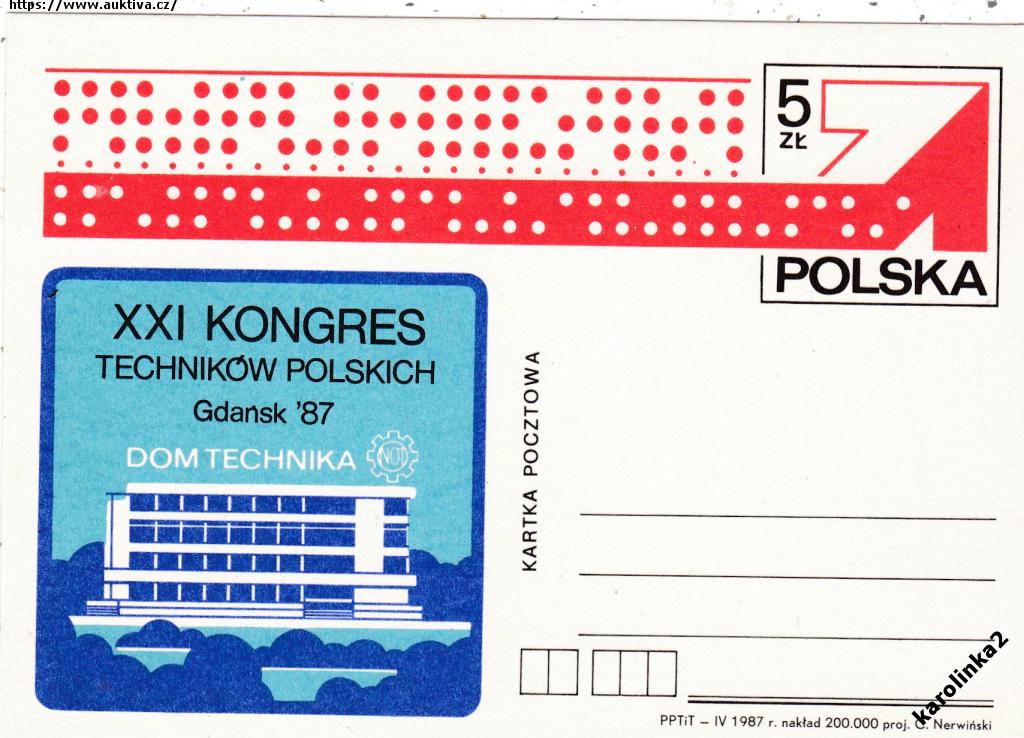 https://www.auktiva.cz/
5
ZŁ
POLSKA
XXI KONGRES
TECHNIKÓW POLSKICH
Gdańsk '87
DOM TECHNIKA
NOT
KARTKA POCZTOWA
PPTiT – IV 1987 r. nakład 200.000 proj. Nerwiński
karolinka2